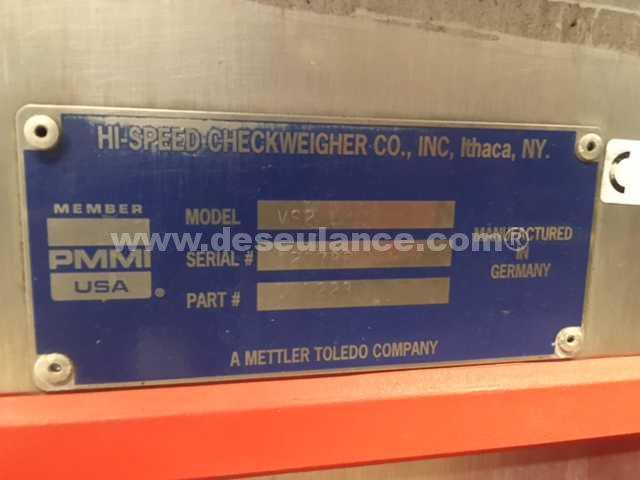 HI-SPEED CHECKWEIGHER CO., INC, Ithaca, NY.
MEMBER
PMMI
USA ®
MODEL
SERIAL #
PART #
MANUFACTURED
IN
GERMANY
A METTLER TOLEDO COMPANY
www.deseulance.com ®